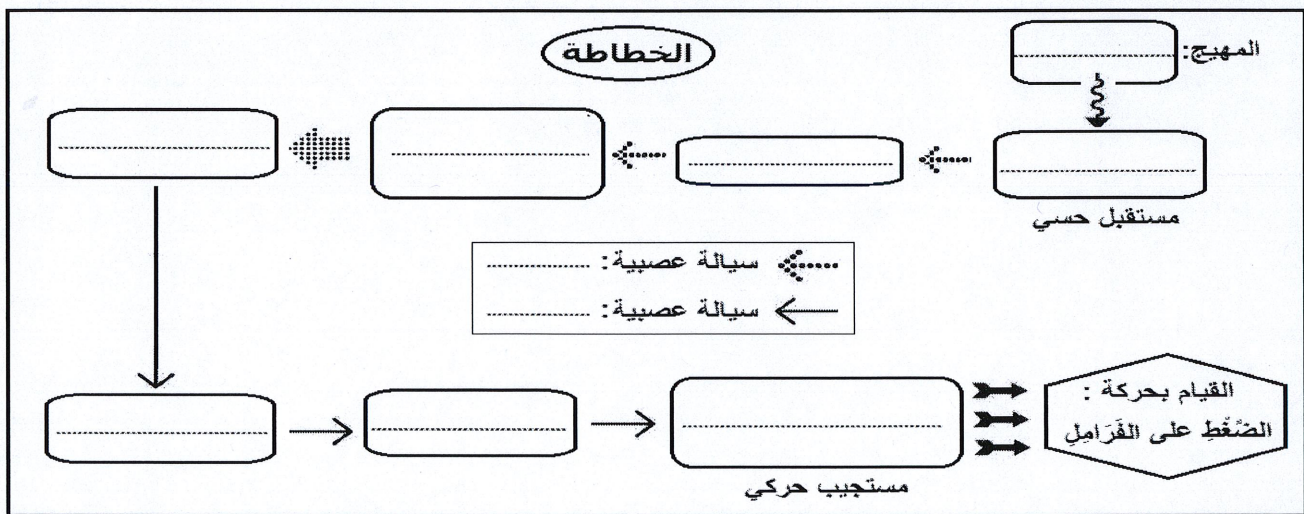 الخطاطة
المهيج:
مستقبل حسي
سيالة عصبية:
سيالة عصبية:
القيام بحركة :
الضَّغْطِ على الفَرَامِلِ
مستجيب حركي